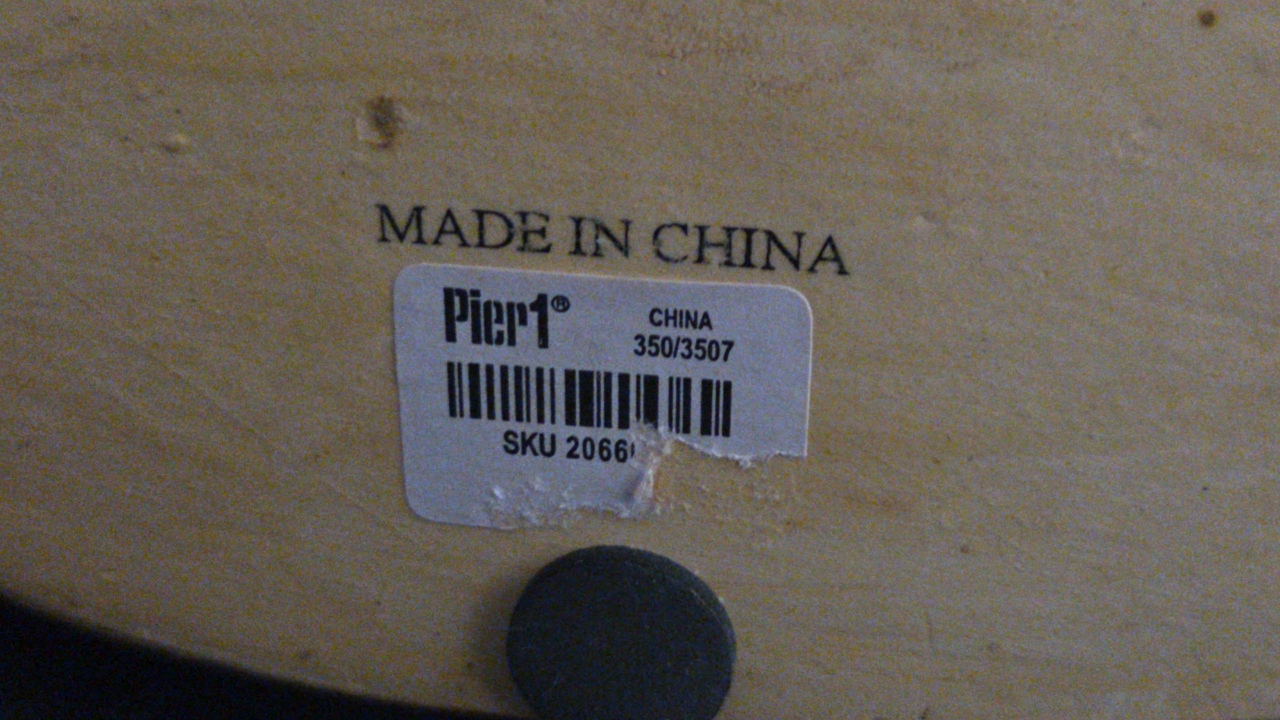 MADE IN CHINA
Pier1®
CHINA
350/3507
SKU 2066